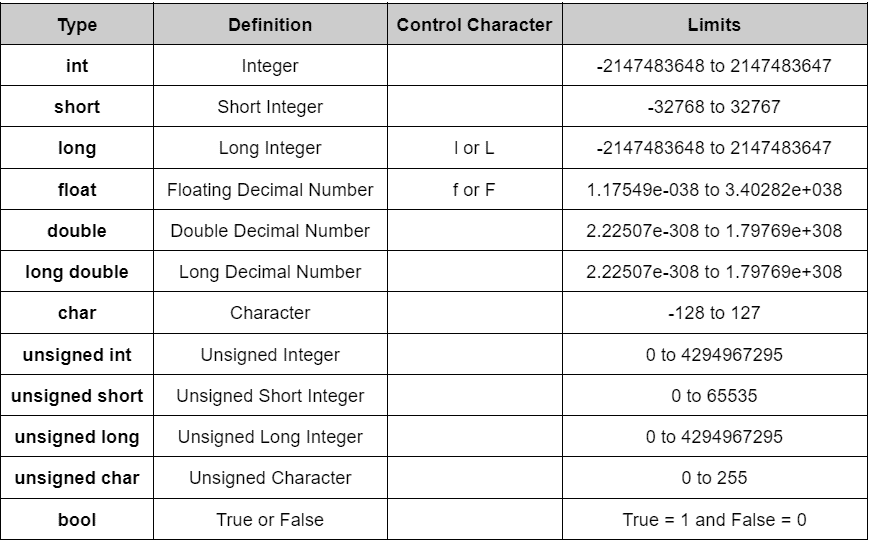 Type Definition Control Character Limits
int Integer -2147483648 to 2147483647
short Short Integer -32768 to 32767
long Long Integer l or L -2147483648 to 2147483647
float Floating Decimal Number f or F 1.17549e-038 to 3.40282e+038
double Double Decimal Number 2.22507e-308 to 1.79769e+308
long double Long Decimal Number 2.22507e-308 to 1.79769e+308
char Character -128 to 127
unsigned int Unsigned Integer 0 to 4294967295
unsigned short Unsigned Short Integer 0 to 65535
unsigned long Unsigned Long Integer 0 to 4294967295
unsigned char Unsigned Character 0 to 255
bool True or False True = 1 and False = 0